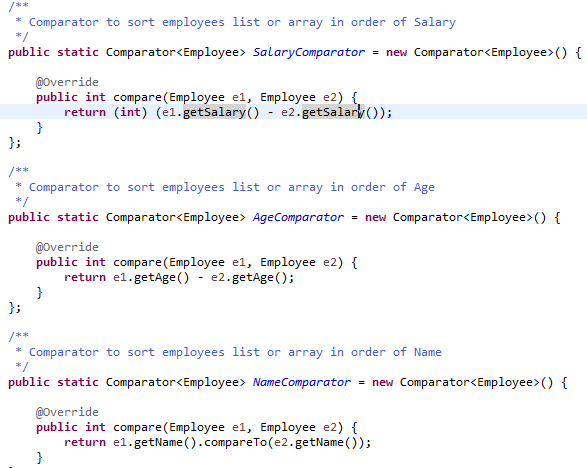 /**
 * Comparator to sort employees list or array in order of Salary
 */
public static Comparator<Employee> SalaryComparator = new Comparator<Employee>() {

    @Override
    public int compare(Employee e1, Employee e2) {
        return (int) (e1.getSalary() - e2.getSalary());
    }
};

/**
 * Comparator to sort employees list or array in order of Age
 */
public static Comparator<Employee> AgeComparator = new Comparator<Employee>() {

    @Override
    public int compare(Employee e1, Employee e2) {
        return e1.getAge() - e2.getAge();
    }
};

/**
 * Comparator to sort employees list or array in order of Name
 */
public static Comparator<Employee> NameComparator = new Comparator<Employee>() {

    @Override
    public int compare(Employee e1, Employee e2) {
        return e1.getName().compareTo(e2.getName());
    }